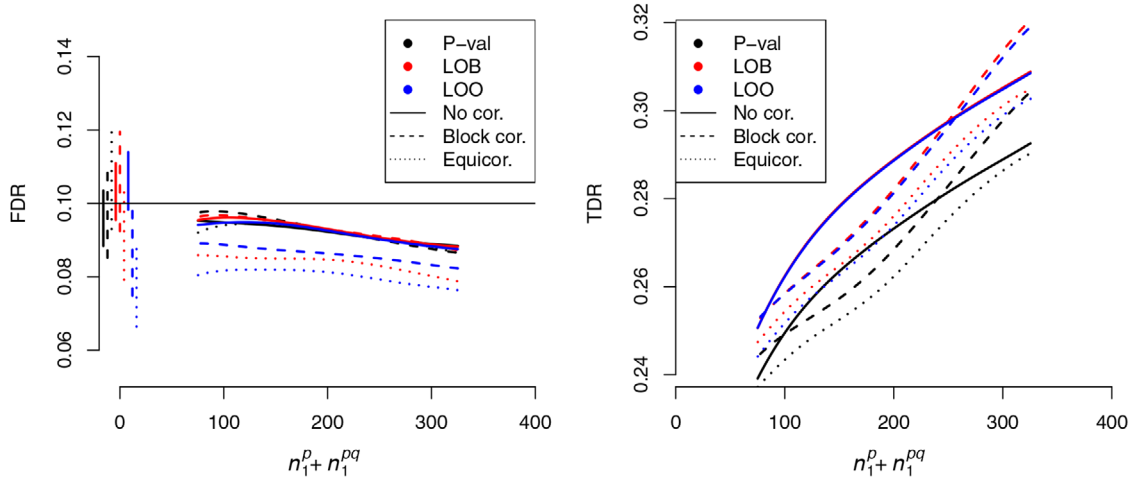 FDR
0.14
0.12
0.10
0.08
0.06
P−val
LOB
LOO
No cor.
Block cor.
Equicor.
0 100 200 300 400
n₁ᵖ+ n₁ᵖq
TDR
0.32
0.30
0.28
0.26
0.24
P−val
LOB
LOO
No cor.
Block cor.
Equicor.
0 100 200 300 400
n₁ᵖ+ n₁ᵖq